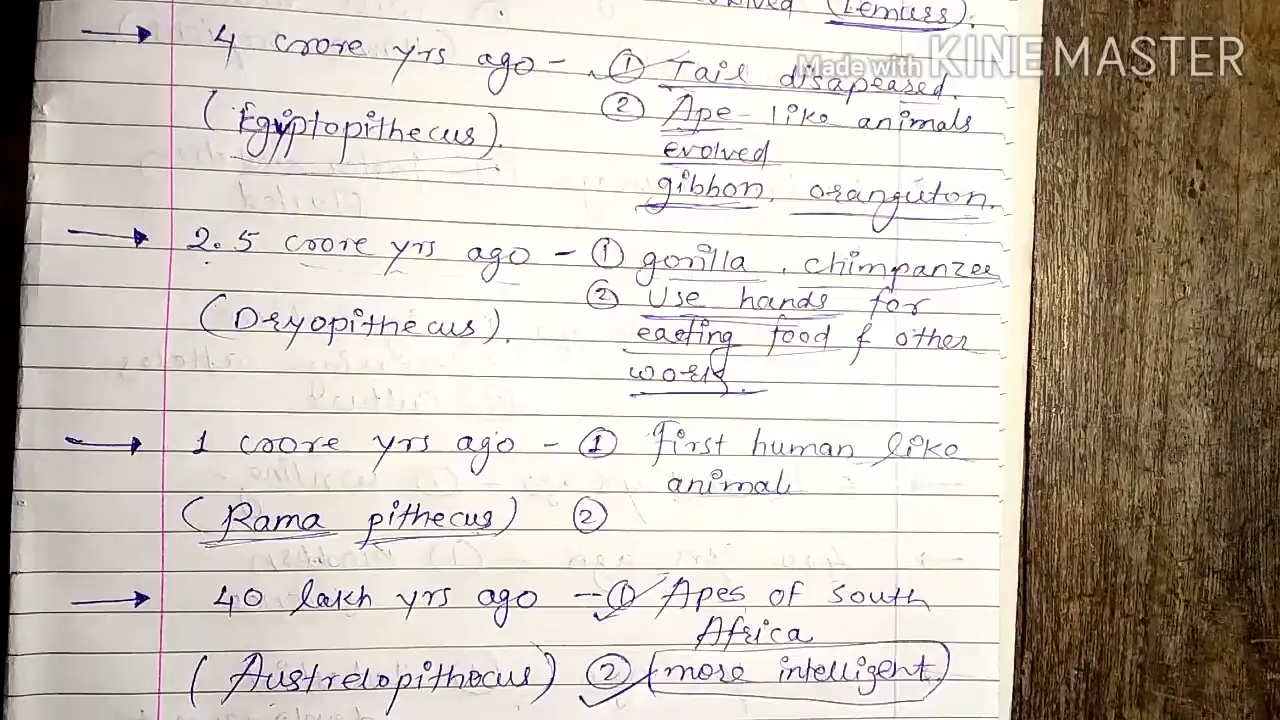 (Lemurs).
→ 4 crore yrs ago - ① Tail disapeared.
Made with KINEMASTER
(Egyptopithecus). ② Ape-like animals
evolved
gibbon, oranguton.
→ 2.5 crore yrs ago - ① gorilla, chimpanzee
(Dryopithecus). ② Use hands for
eacting food & other
work.
→ 1 crore yrs ago - ① First human like
animal
(Rama pithecus) ②
→ 40 lakh yrs ago - ① Apes of south
Africa
(Austrelopithecus) ② (more intelligent)